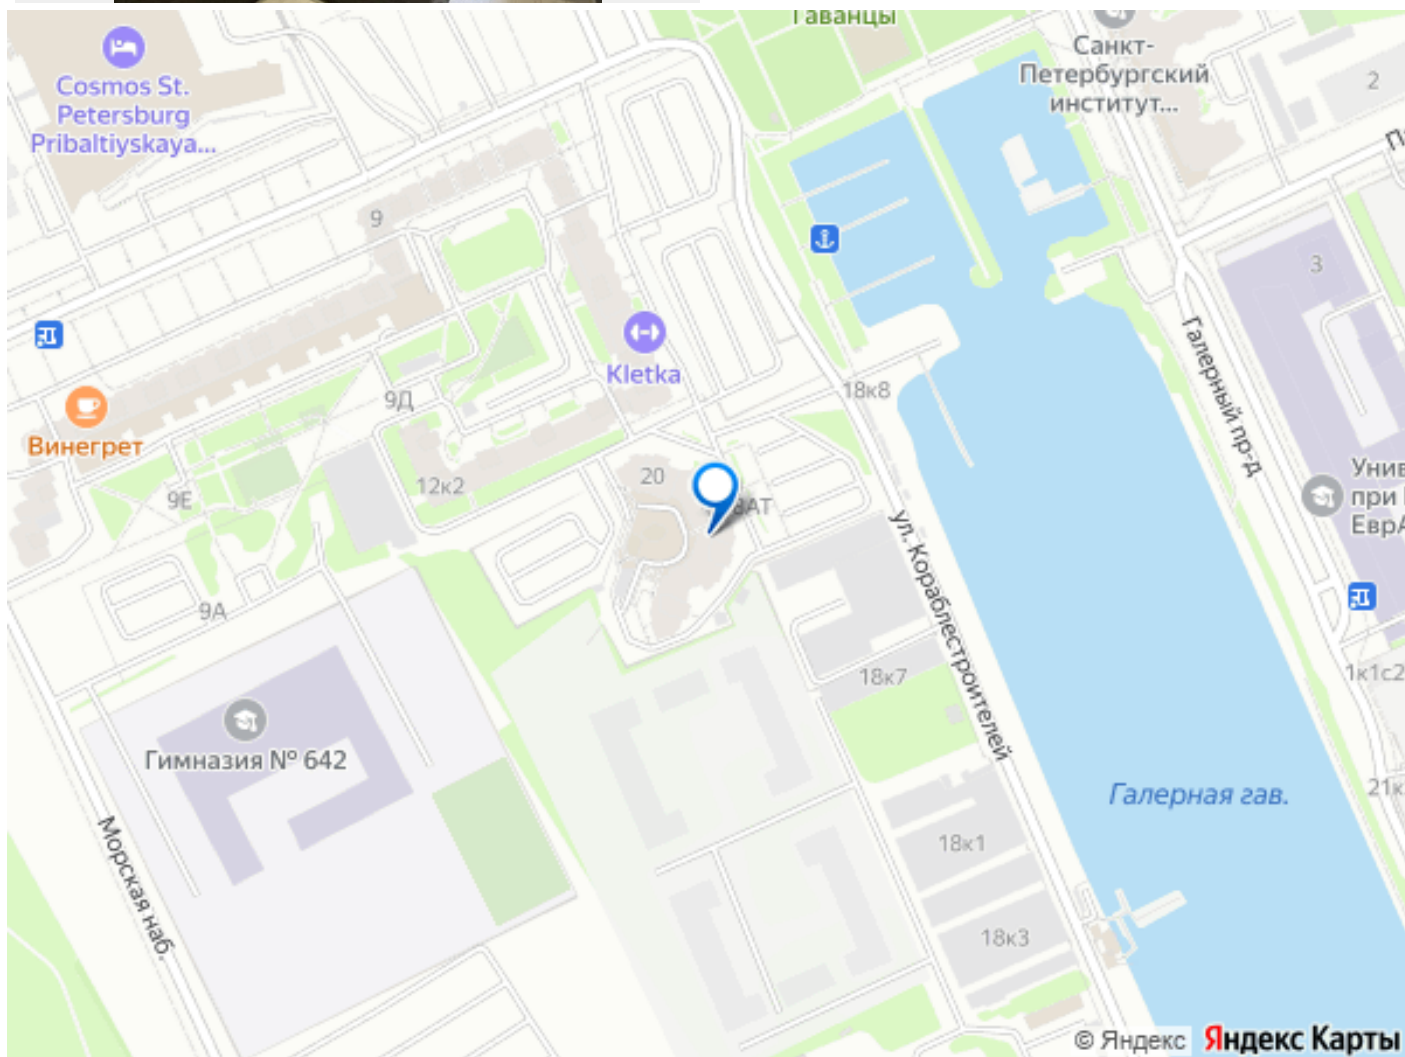 Гаванцы
Cosmos St.
Petersburg
Pribaltiyskaya...
Санкт-
Петербургский
институт...
2
9
3
Галерный пр-д
Kletka
18к8
9Д
Винегрет
12к2
20
9Е
ул. Кораблестроителей
9А
18к7
1к1с2
Гимназия № 642
Галерная гав.
21к
Морская наб.
18к1
18к3
© Яндекс Яндекс Карты